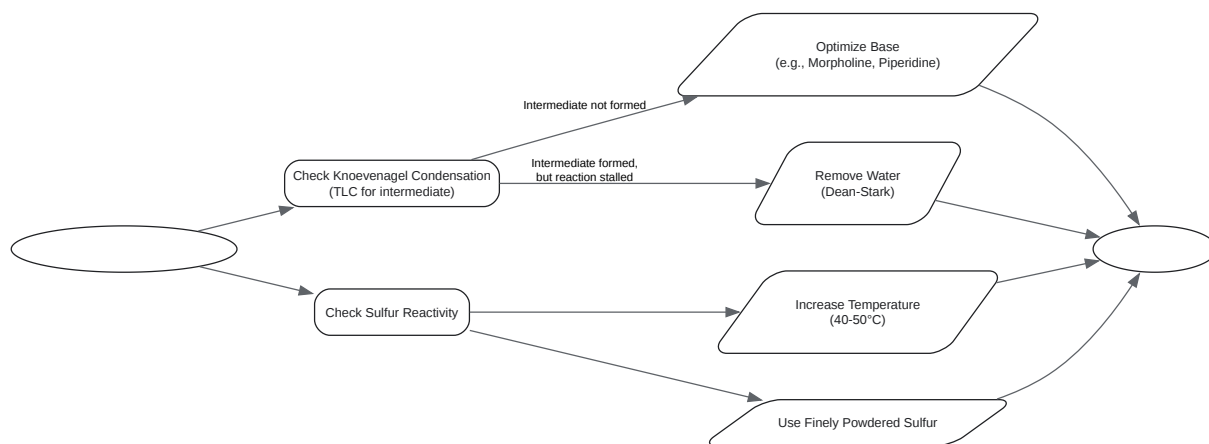 Optimize Base
(e.g., Morpholine, Piperidine)
Intermediate not formed
Check Knoevenagel Condensation
(TLC for intermediate)
Intermediate formed,
but reaction stalled
Remove Water
(Dean-Stark)
Check Sulfur Reactivity
Increase Temperature
(40-50°C)
Use Finely Powdered Sulfur